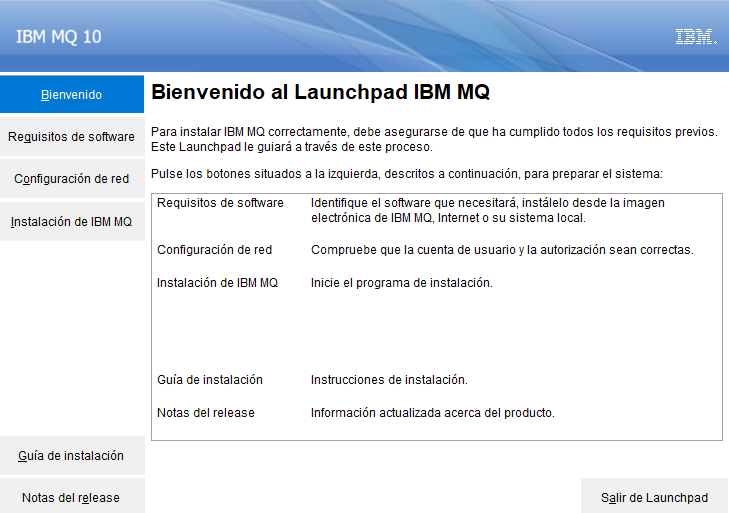 IBM MQ 10
IBM.
Bienvenido
Requisitos de software
Configuración de red
Instalación de IBM MQ
Guía de instalación
Notas del release
Bienvenido al Launchpad IBM MQ
Para instalar IBM MQ correctamente, debe asegurarse de que ha cumplido todos los requisitos previos.
Este Launchpad le guiará a través de este proceso.
Pulse los botones situados a la izquierda, descritos a continuación, para preparar el sistema:
Requisitos de software Identifique el software que necesitará, instálelo desde la imagen
electrónica de IBM MQ, Internet o su sistema local.
Configuración de red Compruebe que la cuenta de usuario y la autorización sean correctas.
Instalación de IBM MQ Inicie el programa de instalación.
Guía de instalación Instrucciones de instalación.
Notas del release Información actualizada acerca del producto.
Salir de Launchpad